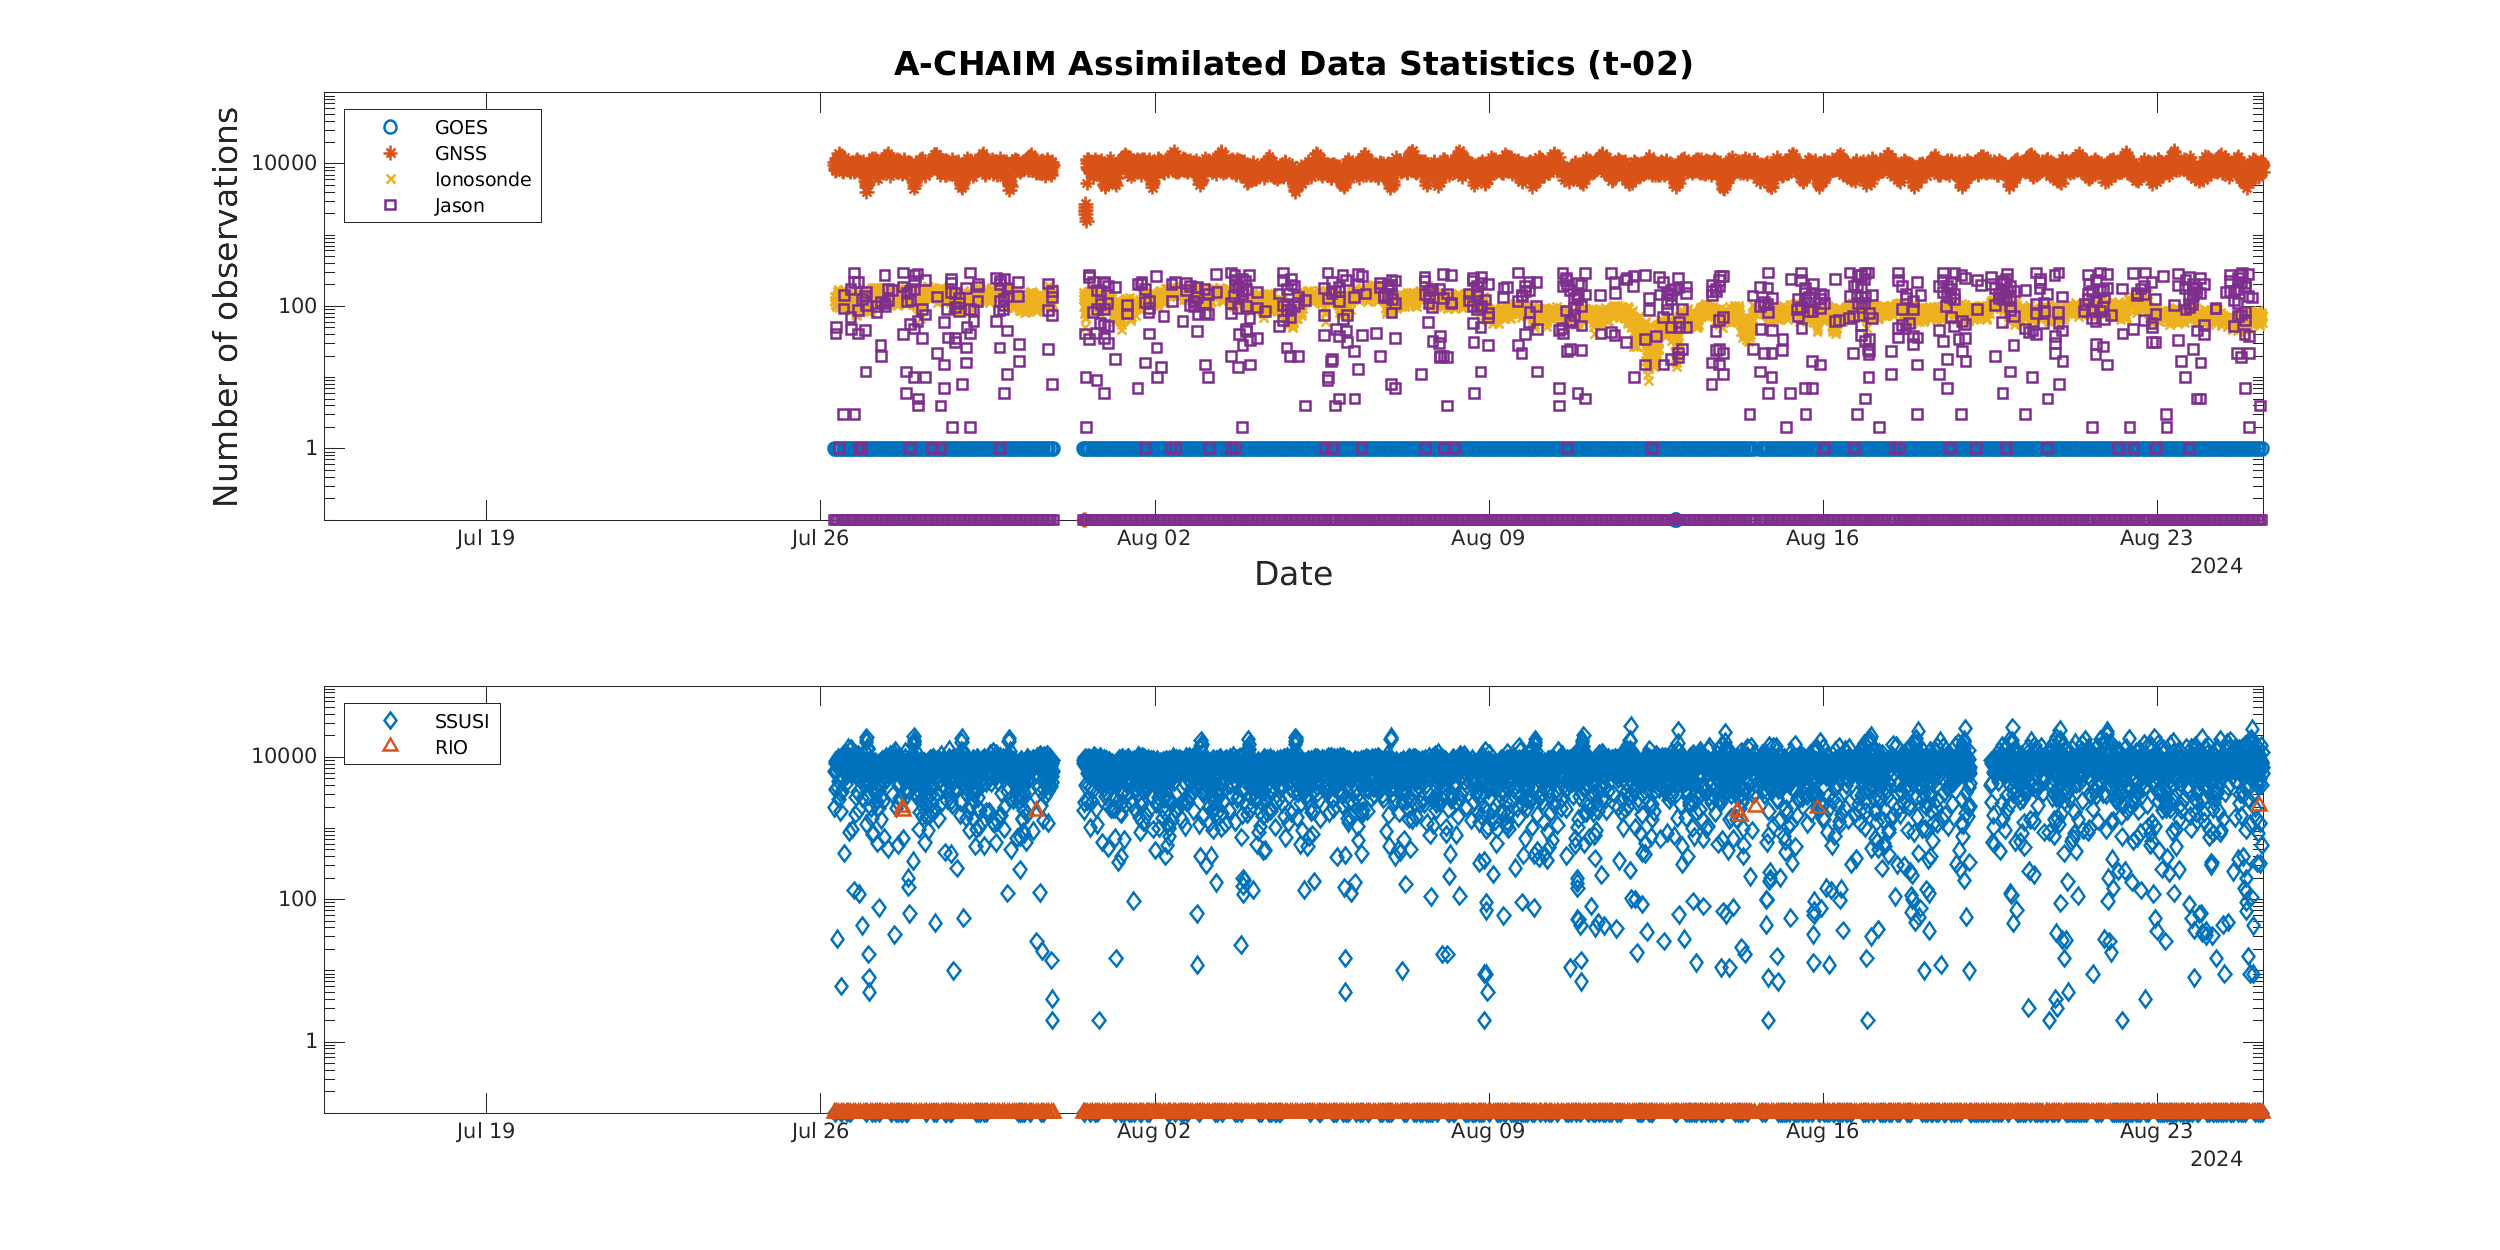 A-CHAIM Assimilated Data Statistics (t-02)
Number of observations
GOES
GNSS
Ionosonde
Jason
10000
100
1
Jul 19
Jul 26
Aug 02
Aug 09
Aug 16
Aug 23
2024
Date
SSUSI
RIO
10000
100
1
Jul 19
Jul 26
Aug 02
Aug 09
Aug 16
Aug 23
2024